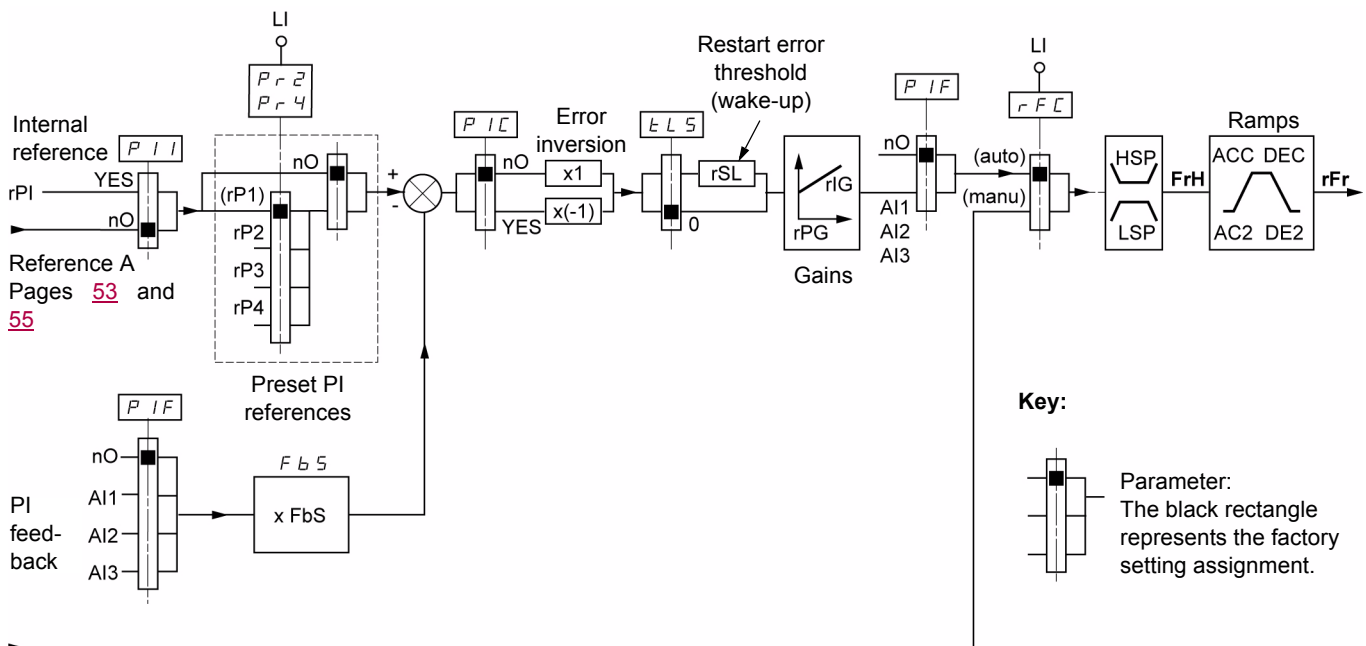 LI
Pr2
Pr4
Internal
reference
PII
YES
rPI
nO
Reference A
Pages 53 and
55
nO
(rP1)
rP2
rP3
rP4
Preset PI
references
+
-
PIC
nO
YES
Error
inversion
x1
x(-1)
tLS
0
Restart error
threshold
(wake-up)
rSL
rIG
rPG
Gains
PIF
nO
AI1
AI2
AI3
LI
rFC
(auto)
(manu)
HSP
LSP
FrH
Ramps
ACC DEC
AC2 DE2
rFr
PIF
nO
AI1
AI2
AI3
PI
feed-
back
FbS
x FbS
Key:
Parameter:
The black rectangle
represents the factory
setting assignment.